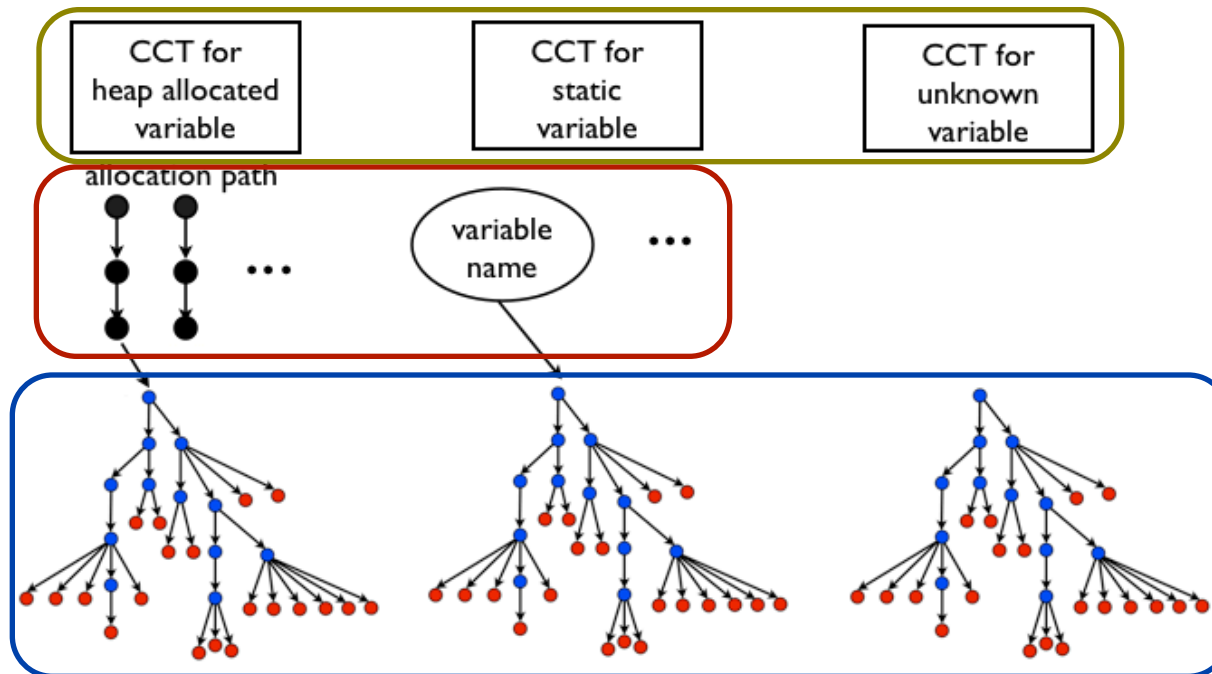 CCT for
heap allocated
variable
CCT for
static
variable
CCT for
unknown
variable
allocation path
•••
variable
name
•••